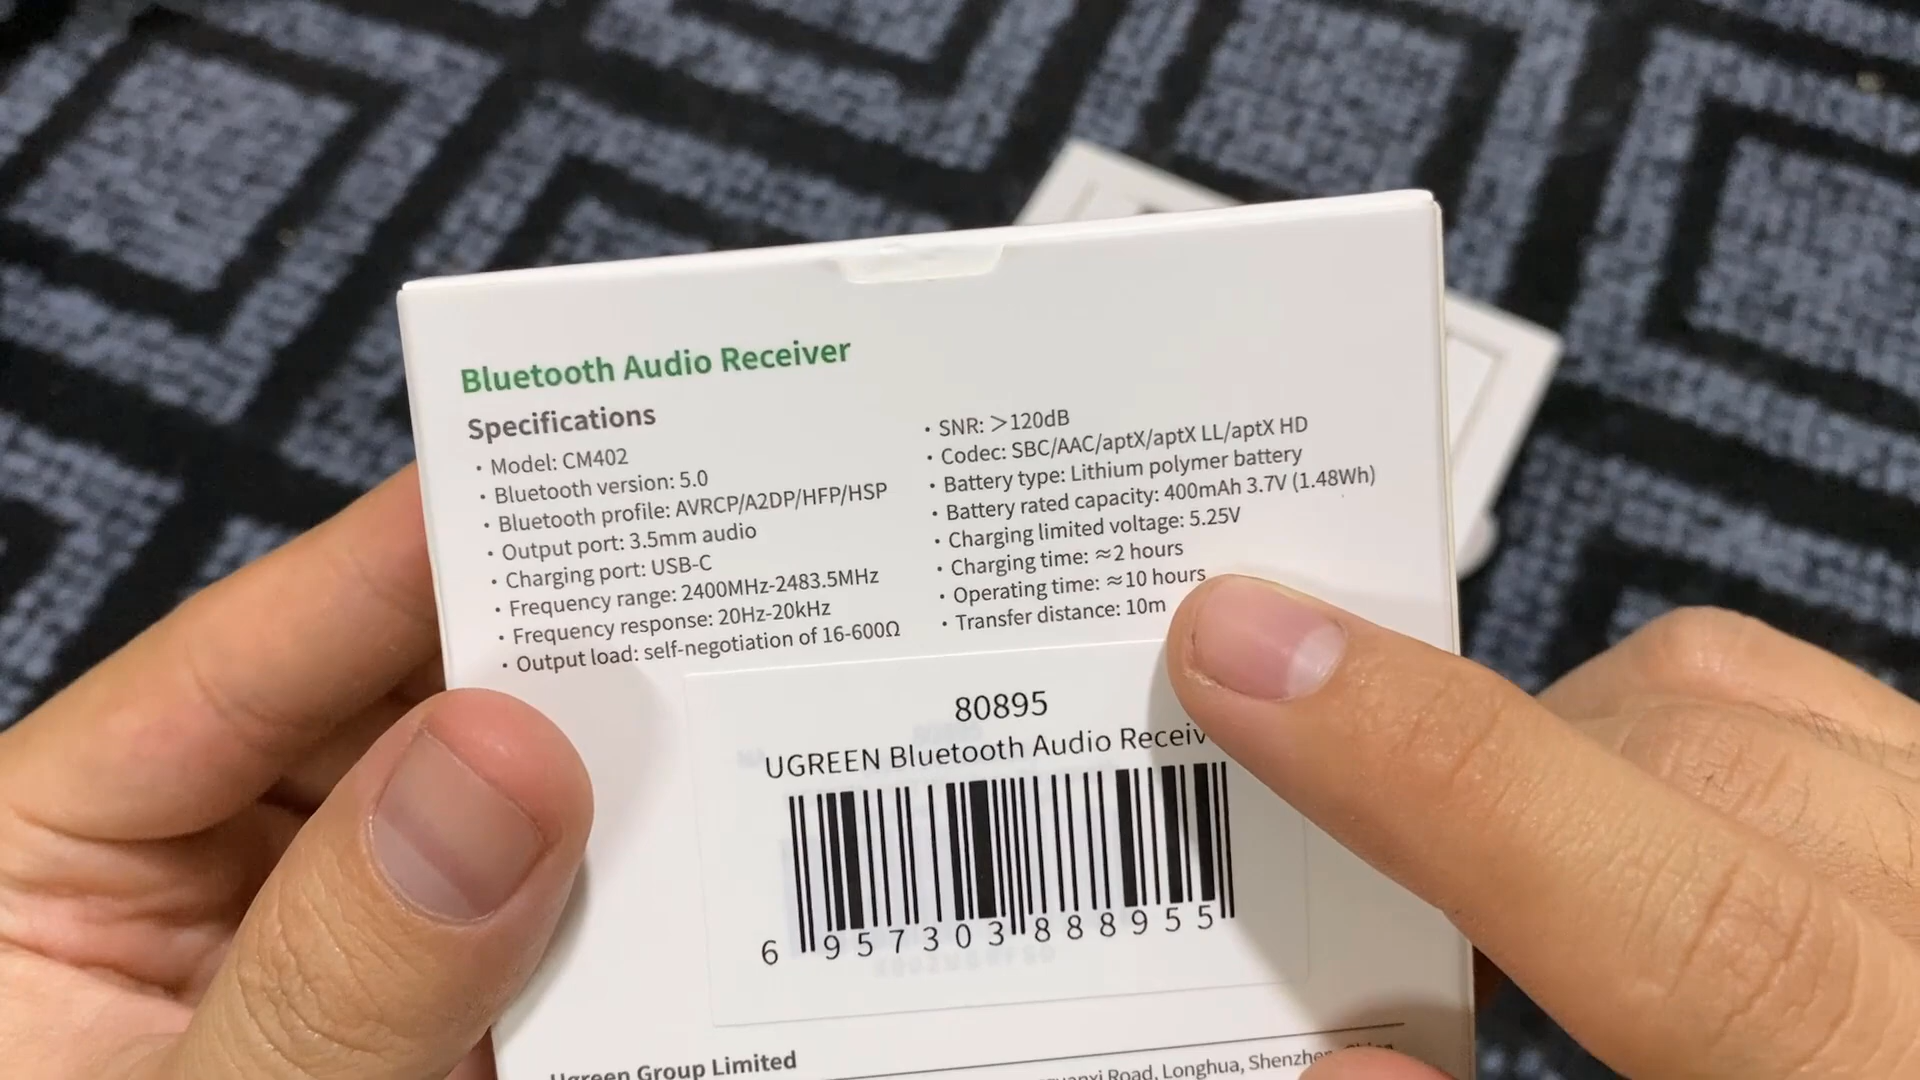 Bluetooth Audio Receiver
Specifications
• Model: CM402
• Bluetooth version: 5.0
• Bluetooth profile: AVRCP/A2DP/HFP/HSP
• Output port: 3.5mm audio
• Charging port: USB-C
• Frequency range: 2400MHz-2483.5MHz
• Frequency response: 20Hz-20kHz
• Output load: self-negotiation of 16-600Ω
• SNR: >120dB
• Codec: SBC/AAC/aptX/aptX LL/aptX HD
• Battery type: Lithium polymer battery
• Battery rated capacity: 400mAh 3.7V (1.48Wh)
• Charging limited voltage: 5.25V
• Charging time: ≈2 hours
• Operating time: ≈10 hours
• Transfer distance: 10m
80895
UGREEN Bluetooth Audio Receiv
6 957303 888955
Ugreen Group Limited
Road, Longhua, Shenzhen